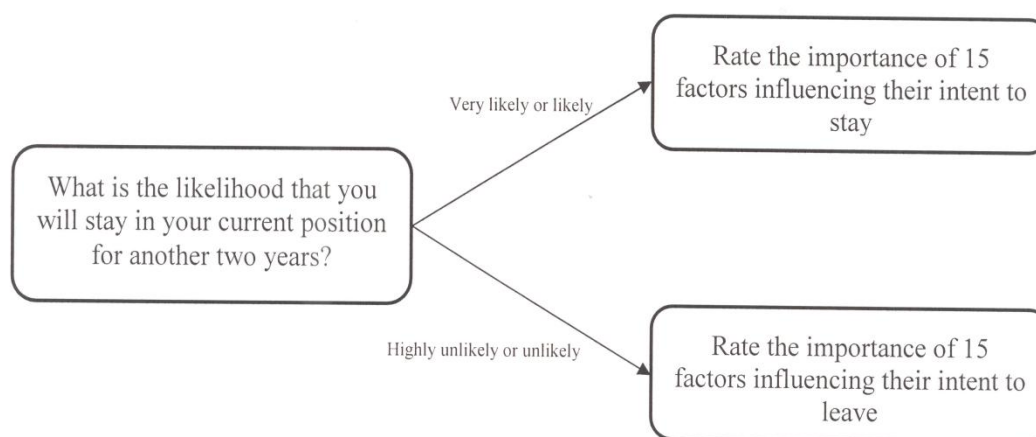 Rate the importance of 15
factors influencing their intent to
stay
Very likely or likely
What is the likelihood that you
will stay in your current position
for another two years?
Highly unlikely or unlikely
Rate the importance of 15
factors influencing their intent to
leave